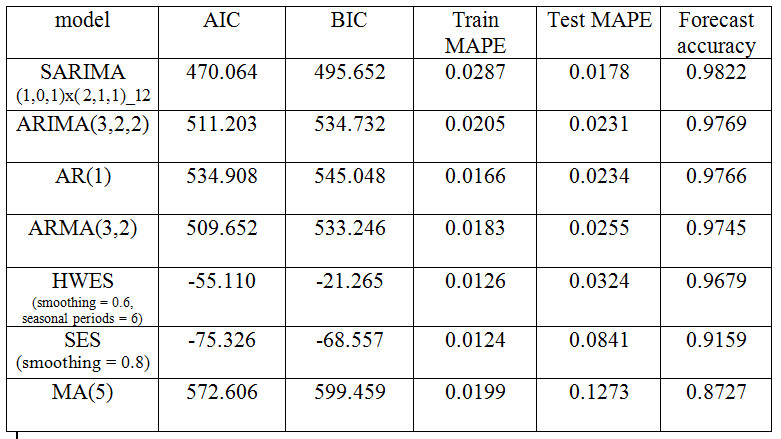 model AIC BIC Train MAPE Test MAPE Forecast accuracy
SARIMA (1,0,1)x(2,1,1)_12 470.064 495.652 0.0287 0.0178 0.9822
ARIMA(3,2,2) 511.203 534.732 0.0205 0.0231 0.9769
AR(1) 534.908 545.048 0.0166 0.0234 0.9766
ARMA(3,2) 509.652 533.246 0.0183 0.0255 0.9745
HWES (smoothing = 0.6, seasonal periods = 6) -55.110 -21.265 0.0126 0.0324 0.9679
SES (smoothing = 0.8) -75.326 -68.557 0.0124 0.0841 0.9159
MA(5) 572.606 599.459 0.0199 0.1273 0.8727